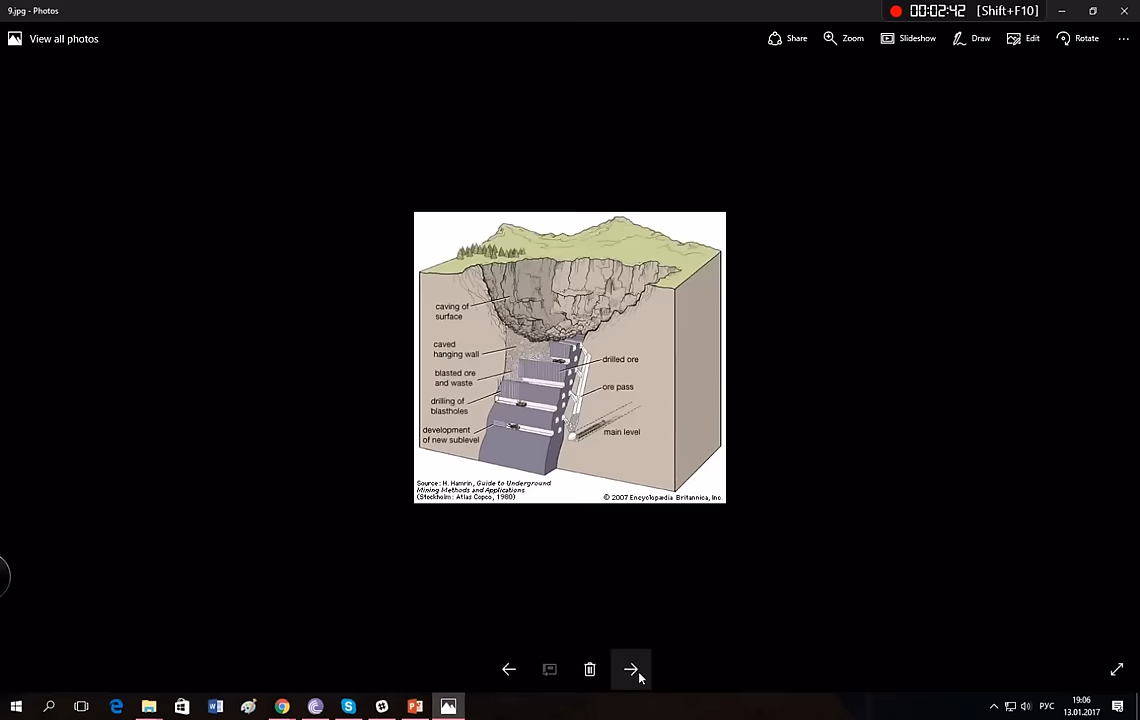 9.jpg - Photos
00:02:42 [Shift+F10]
View all photos
Share
Zoom
Slideshow
Draw
Edit
Rotate
caving of
surface
caved
hanging wall
blasted ore
and waste
drilling of
blastholes
development
of new sublevel
drilled ore
ore pass
main level
Source: H. Hamrin, Guide to Underground
Mining Methods and Applications
(Stockholm: Atlas Copco, 1980)
© 2007 Encyclopædia Britannica, Inc.
РУС
19:06
13.01.2017